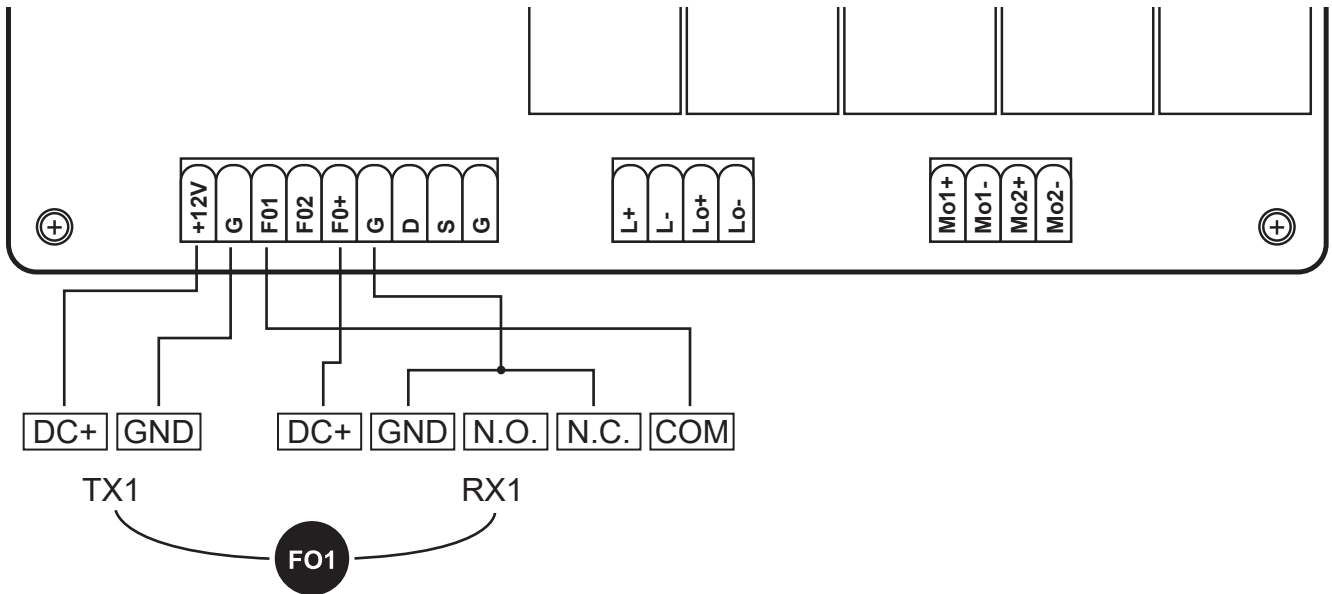 +12V G F01 F02 F0+ G D S G
L+ L- Lo+ Lo-
Mo1+ Mo1- Mo2+ Mo2-
DC+ GND DC+ GND N.O. N.C. COM
TX1 RX1
FO1